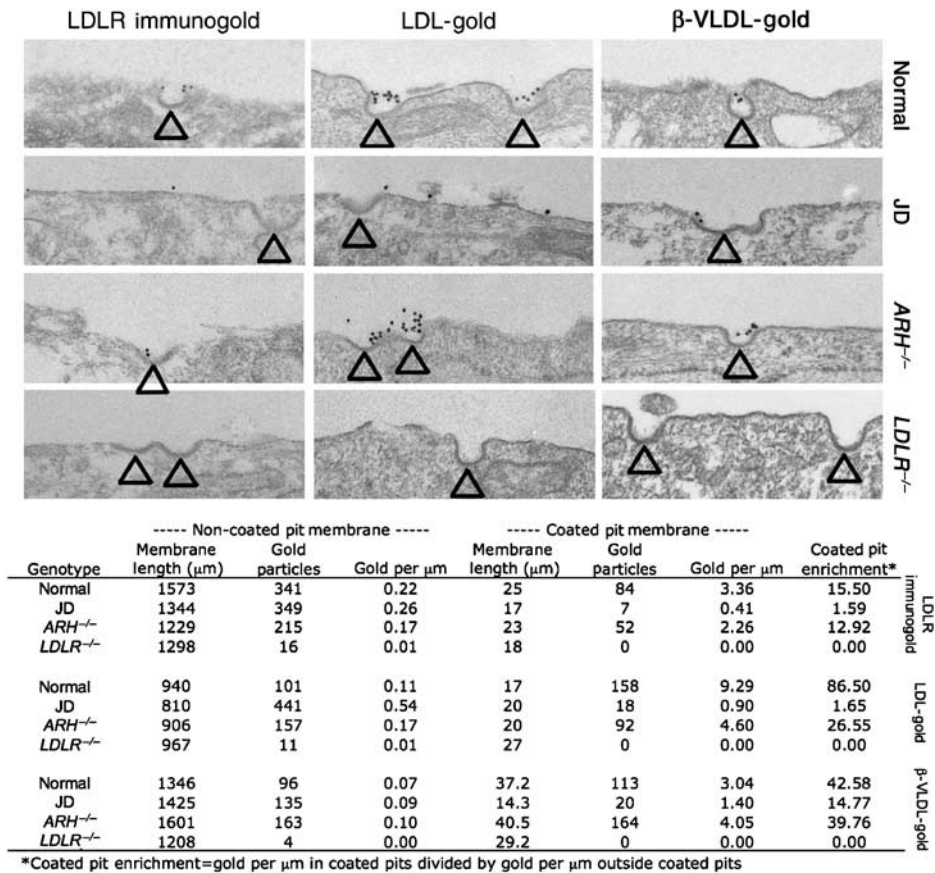 LDLR immunogold LDL-gold β-VLDL-gold
Normal
JD
ARH−/−
LDLR−/−
----- Non-coated pit membrane ----- ----- Coated pit membrane -----
Membrane Gold Membrane Gold Coated pit
Genotype length (μm) particles Gold per μm length (μm) particles Gold per μm enrichment*
LDLR immunogold
Normal 1573 341 0.22 25 84 3.36 15.50
JD 1344 349 0.26 17 7 0.41 1.59
ARH−/− 1229 215 0.17 23 52 2.26 12.92
LDLR−/− 1298 16 0.01 18 0 0.00 0.00
LDL-gold
Normal 940 101 0.11 17 158 9.29 86.50
JD 810 441 0.54 20 18 0.90 1.65
ARH−/− 906 157 0.17 20 92 4.60 26.55
LDLR−/− 967 11 0.01 27 0 0.00 0.00
β-VLDL-gold
Normal 1346 96 0.07 37.2 113 3.04 42.58
JD 1425 135 0.09 14.3 20 1.40 14.77
ARH−/− 1601 163 0.10 40.5 164 4.05 39.76
LDLR−/− 1208 4 0.00 29.2 0 0.00 0.00
*Coated pit enrichment=gold per μm in coated pits divided by gold per μm outside coated pits